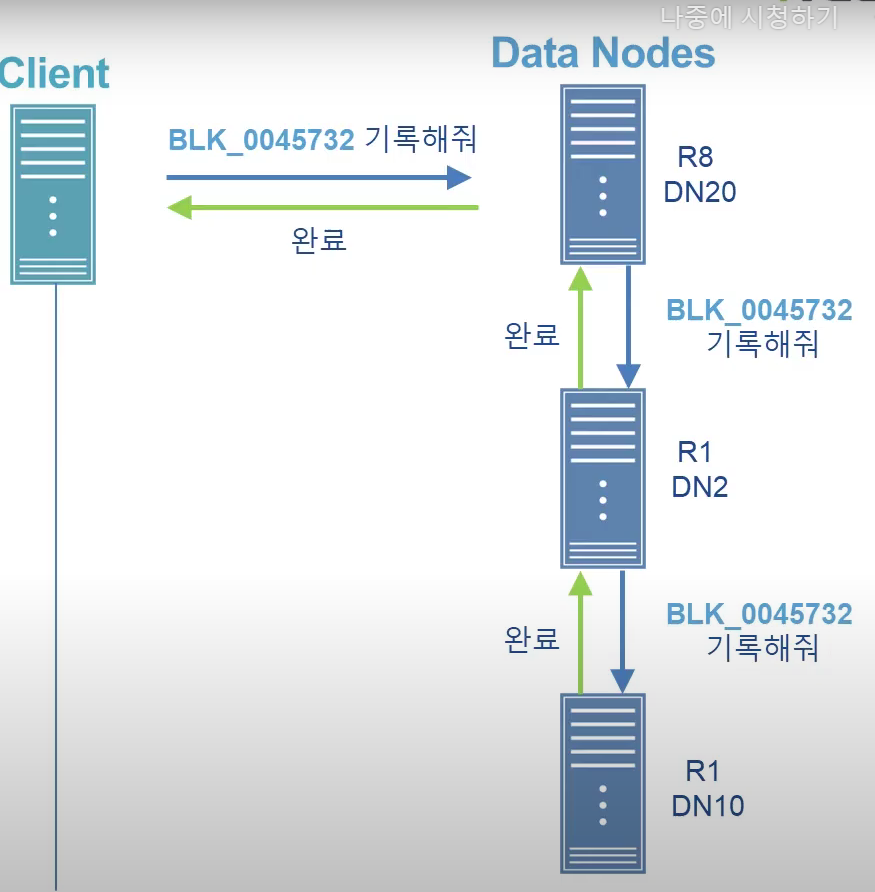 나중에 시청하기
Client
Data Nodes
BLK_0045732 기록해줘
완료
R8
DN20
완료
BLK_0045732
기록해줘
R1
DN2
완료
BLK_0045732
기록해줘
R1
DN10